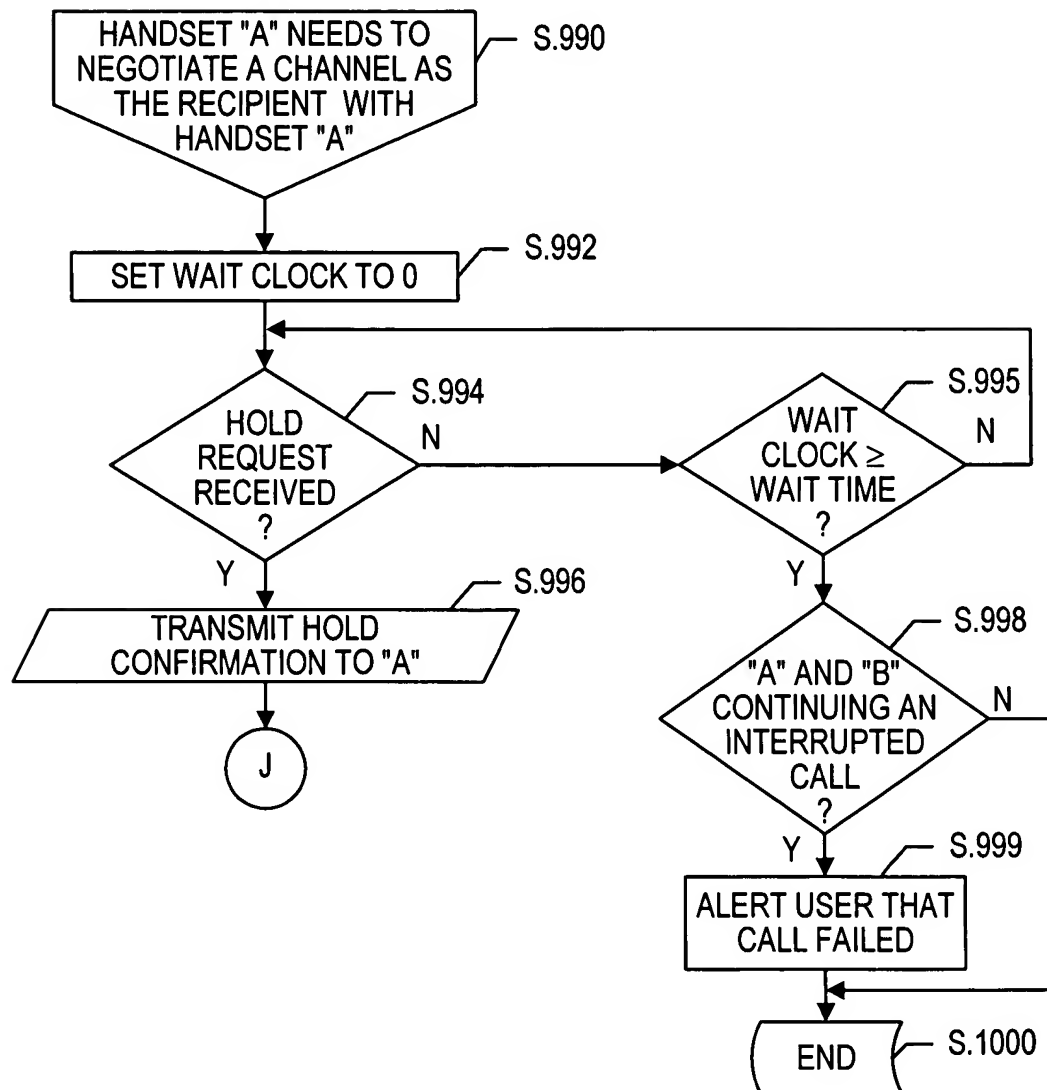 HANDSET "A" NEEDS TO
NEGOTIATE A CHANNEL AS
THE RECIPIENT WITH
HANDSET "A"
S.990
SET WAIT CLOCK TO 0
S.992
HOLD
REQUEST
RECEIVED
?
S.994
N
Y
WAIT
CLOCK ≥
WAIT TIME
?
S.995
N
Y
TRANSMIT HOLD
CONFIRMATION TO "A"
S.996
J
"A" AND "B"
CONTINUING AN
INTERRUPTED
CALL
?
S.998
N
Y
ALERT USER THAT
CALL FAILED
S.999
END
S.1000